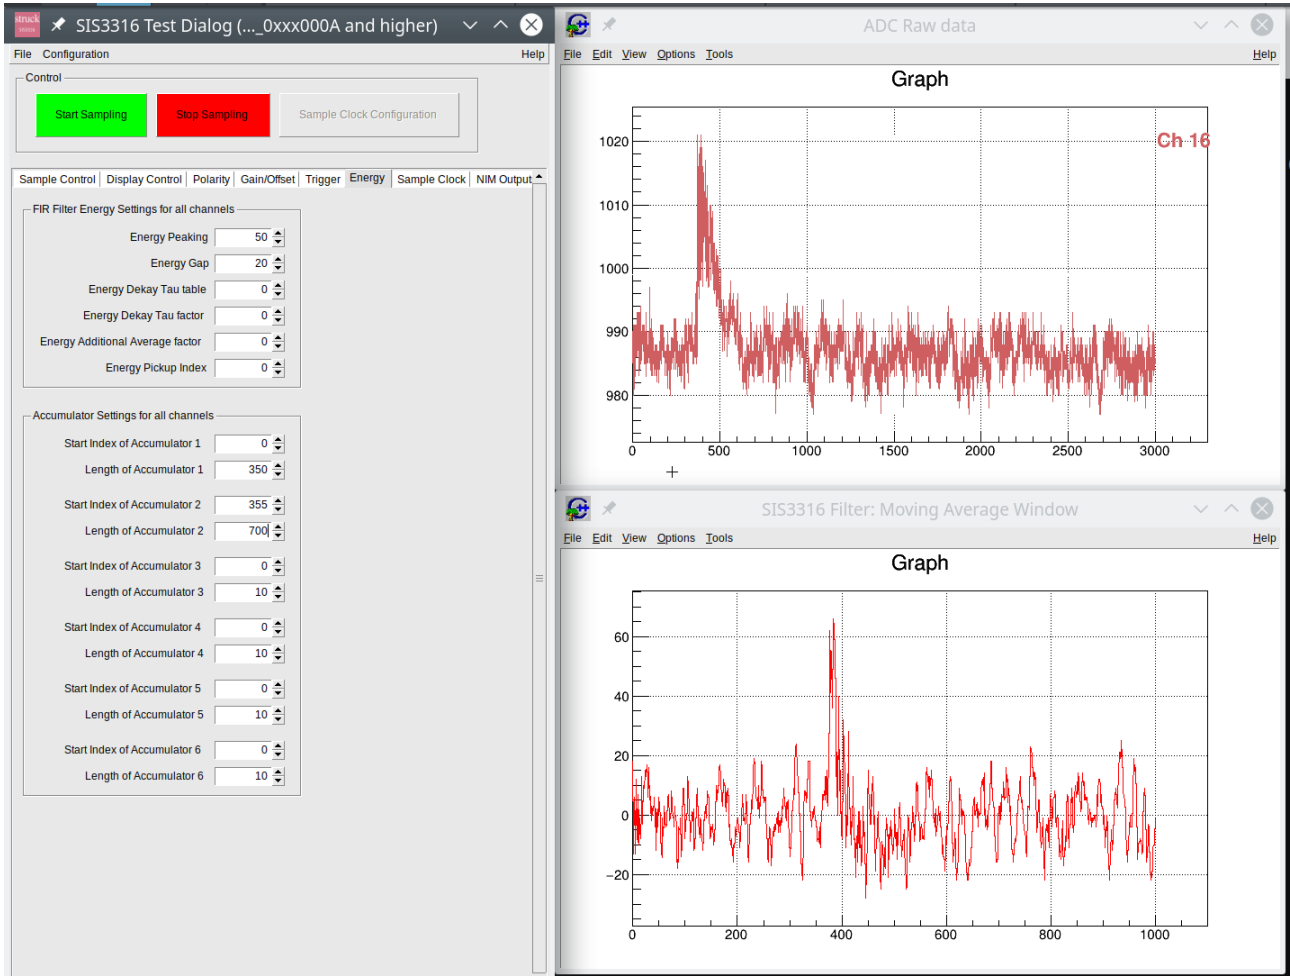 struck
SIS3316 Test Dialog (..._0xxx000A and higher)
File Configuration Help
Control
Start Sampling Stop Sampling Sample Clock Configuration
Sample Control Display Control Polarity Gain/Offset Trigger Energy Sample Clock NIM Output
FIR Filter Energy Settings for all channels
Energy Peaking 50
Energy Gap 20
Energy Dekay Tau table 0
Energy Dekay Tau factor 0
Energy Additional Average factor 0
Energy Pickup Index 0
Accumulator Settings for all channels
Start Index of Accumulator 1 0
Length of Accumulator 1 350
Start Index of Accumulator 2 355
Length of Accumulator 2 700
Start Index of Accumulator 3 0
Length of Accumulator 3 10
Start Index of Accumulator 4 0
Length of Accumulator 4 10
Start Index of Accumulator 5 0
Length of Accumulator 5 10
Start Index of Accumulator 6 0
Length of Accumulator 6 10
ADC Raw data
File Edit View Options Tools Help
Graph
Ch 16
1020
1010
1000
990
980
0 500 1000 1500 2000 2500 3000
SIS3316 Filter: Moving Average Window
File Edit View Options Tools Help
Graph
60
40
20
0
−20
0 200 400 600 800 1000